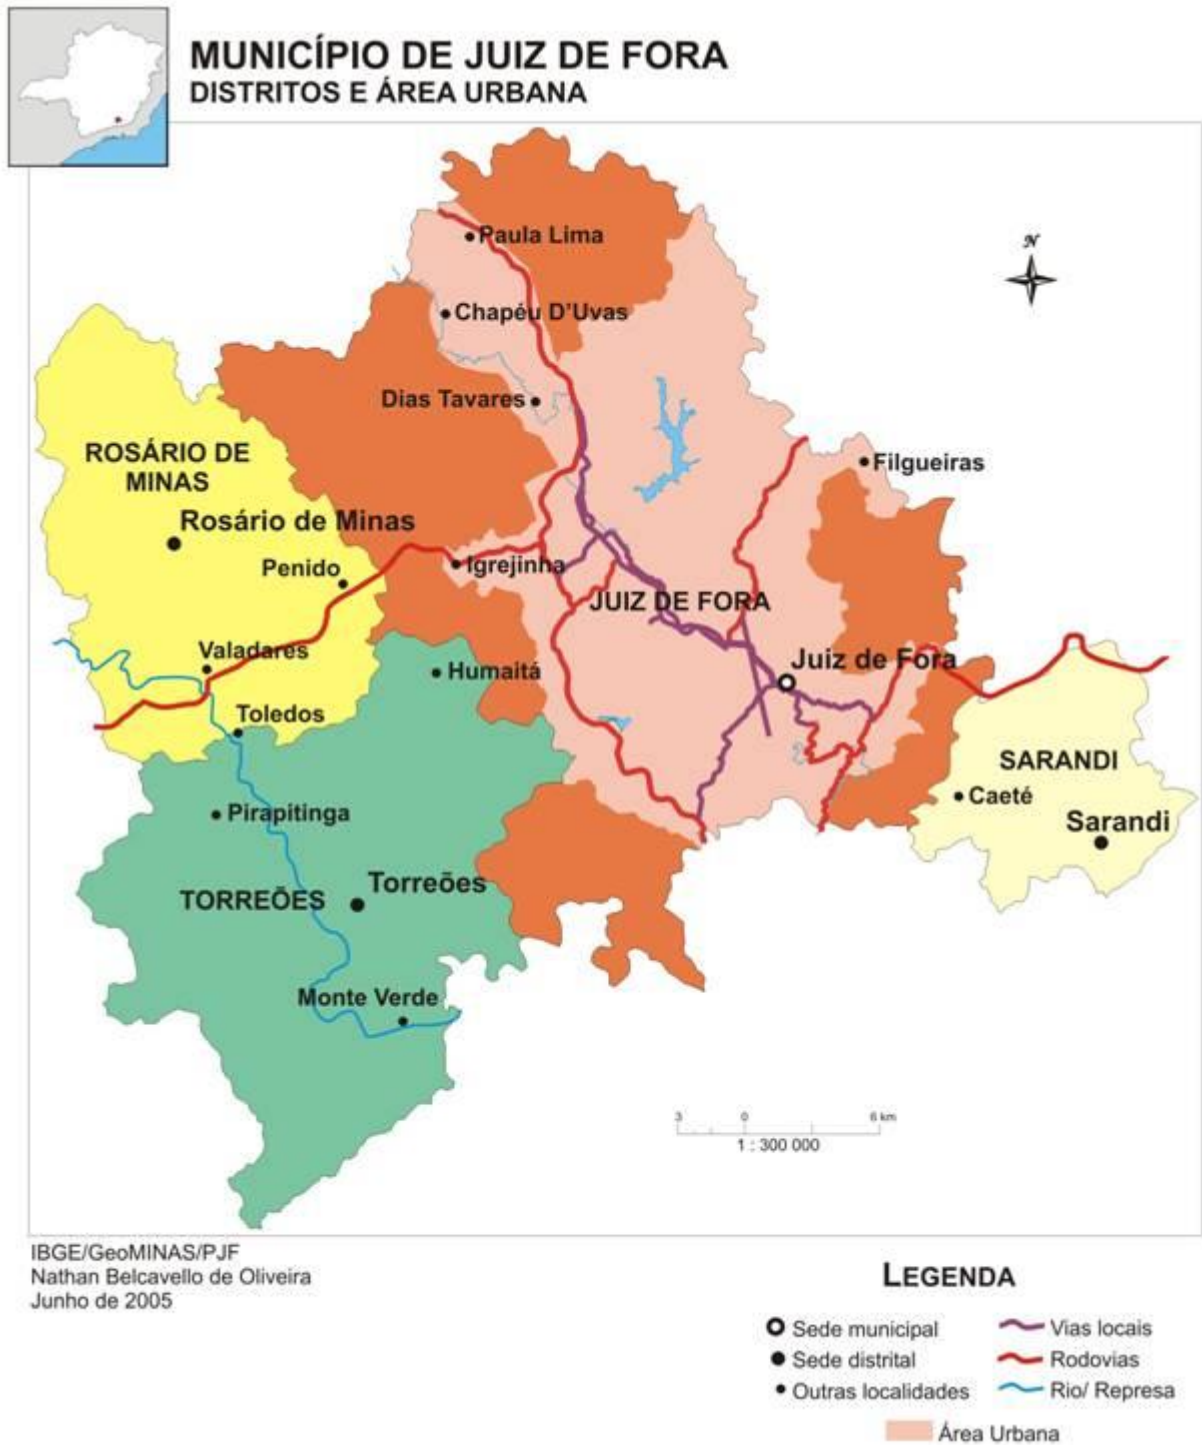 MUNICÍPIO DE JUIZ DE FORA
DISTRITOS E ÁREA URBANA
N
Paula Lima
Chapéu D'Uvas
Dias Tavares
Filgueiras
ROSÁRIO DE
MINAS
Rosário de Minas
Penido
Igrejinha
JUIZ DE FORA
Valadares
Humaitá
Juiz de Fora
Toledos
SARANDI
Caeté
Sarandi
Pirapitinga
TORREÕES
Torreões
Monte Verde
3 0 6 km
1 : 300 000
IBGE/GeoMINAS/PJF
Nathan Belcavello de Oliveira
Junho de 2005
LEGENDA
Sede municipal
Sede distrital
Outras localidades
Vias locais
Rodovias
Rio/ Represa
Área Urbana